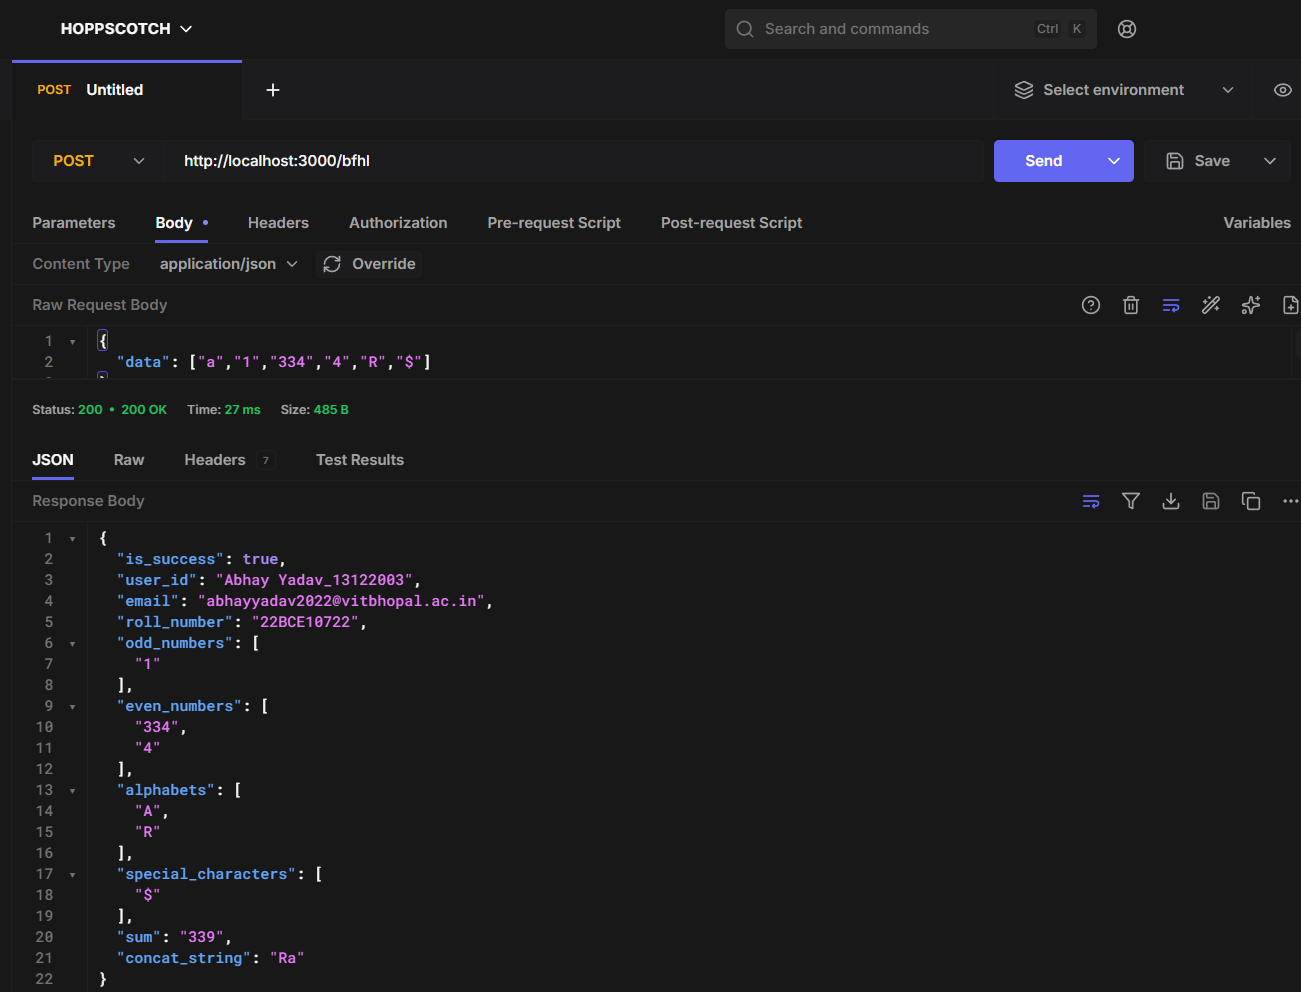 HOPPSCOTCH
Search and commands Ctrl K
POST Untitled
Select environment
POST http://localhost:3000/bfhl Send Save
Parameters Body Headers Authorization Pre-request Script Post-request Script Variables
Content Type application/json Override
Raw Request Body
1 {
2 "data": ["a","1","334","4","R","$"]
Status: 200 • 200 OK Time: 27 ms Size: 485 B
JSON Raw Headers 7 Test Results
Response Body
1 {
2 "is_success": true,
3 "user_id": "Abhay Yadav_13122003",
4 "email": "abhayyadav2022@vitbhopal.ac.in",
5 "roll_number": "22BCE10722",
6 "odd_numbers": [
7 "1"
8 ],
9 "even_numbers": [
10 "334",
11 "4"
12 ],
13 "alphabets": [
14 "A",
15 "R"
16 ],
17 "special_characters": [
18 "$"
19 ],
20 "sum": "339",
21 "concat_string": "Ra"
22 }